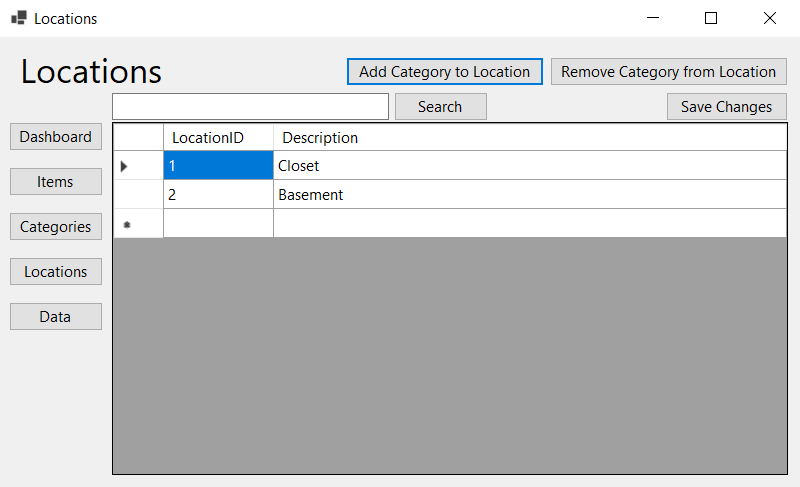 Locations
Locations
Add Category to Location
Remove Category from Location
Search
Save Changes
Dashboard
Items
Categories
Locations
Data
LocationID Description
1 Closet
2 Basement